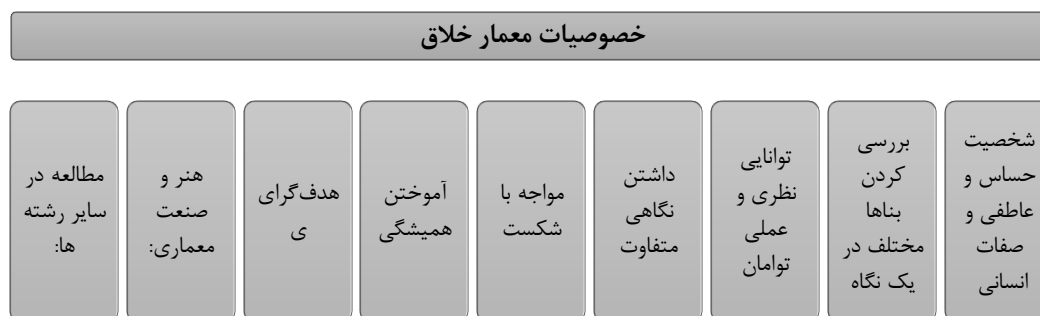 خصوصیات معمار خلاق
شخصیت
حساس و
عاطفی و
صفات
انسانی
بررسی
کردن
بناها
مختلف در
یک نگاه
توانایی
نظری و
عملی
توامان
داشتن
نگاهی
متفاوت
مواجه با
شکست
آموختن
همیشگی
هدف‌گرای
ی
هنر و
صنعت
معماری:
مطالعه در
سایر رشته
ها: